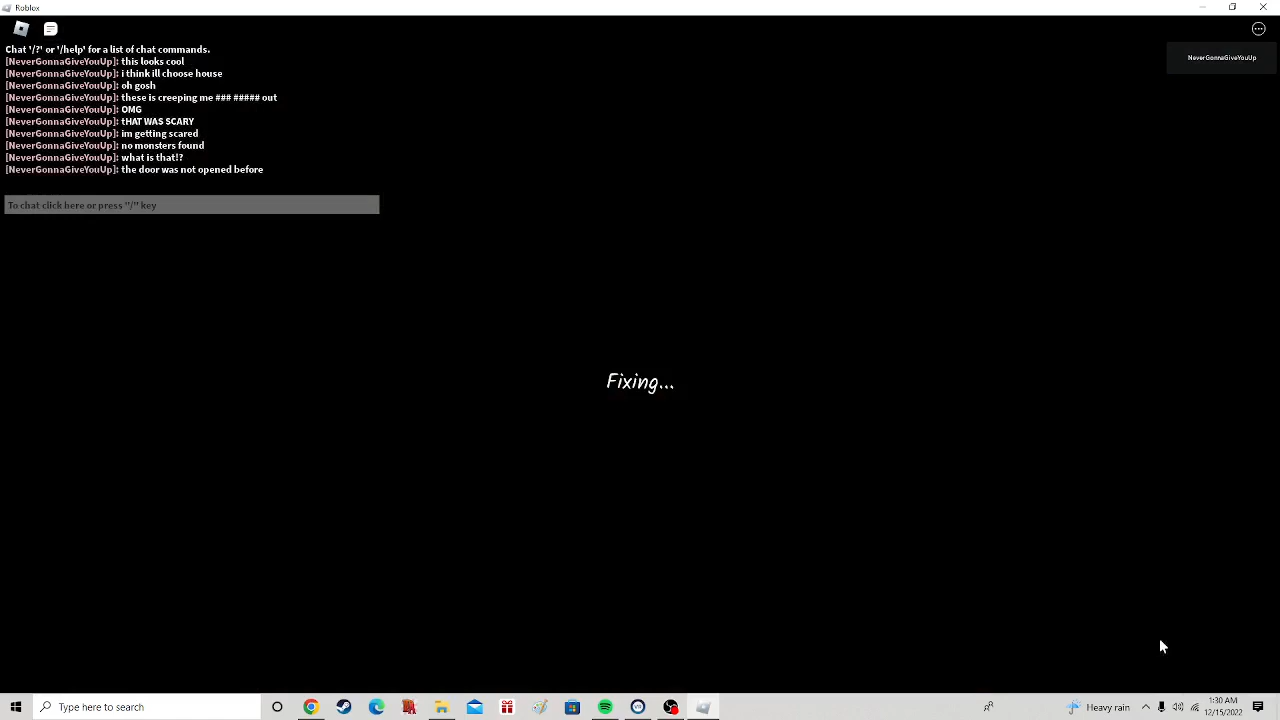 Roblox
Chat '/?' or '/help' for a list of chat commands.
[NeverGonnaGiveYouUp]: this looks cool
NeverGonnaGiveYouUp
[NeverGonnaGiveYouUp]: i think ill choose house
[NeverGonnaGiveYouUp]: oh gosh
[NeverGonnaGiveYouUp]: these is creeping me ### ##### out
[NeverGonnaGiveYouUp]: OMG
[NeverGonnaGiveYouUp]: tHAT WAS SCARY
[NeverGonnaGiveYouUp]: im getting scared
[NeverGonnaGiveYouUp]: no monsters found
[NeverGonnaGiveYouUp]: what is that!?
[NeverGonnaGiveYouUp]: the door was not opened before
To chat click here or press "/" key
Fixing...
Type here to search
Heavy rain
1:30 AM
12/15/2022